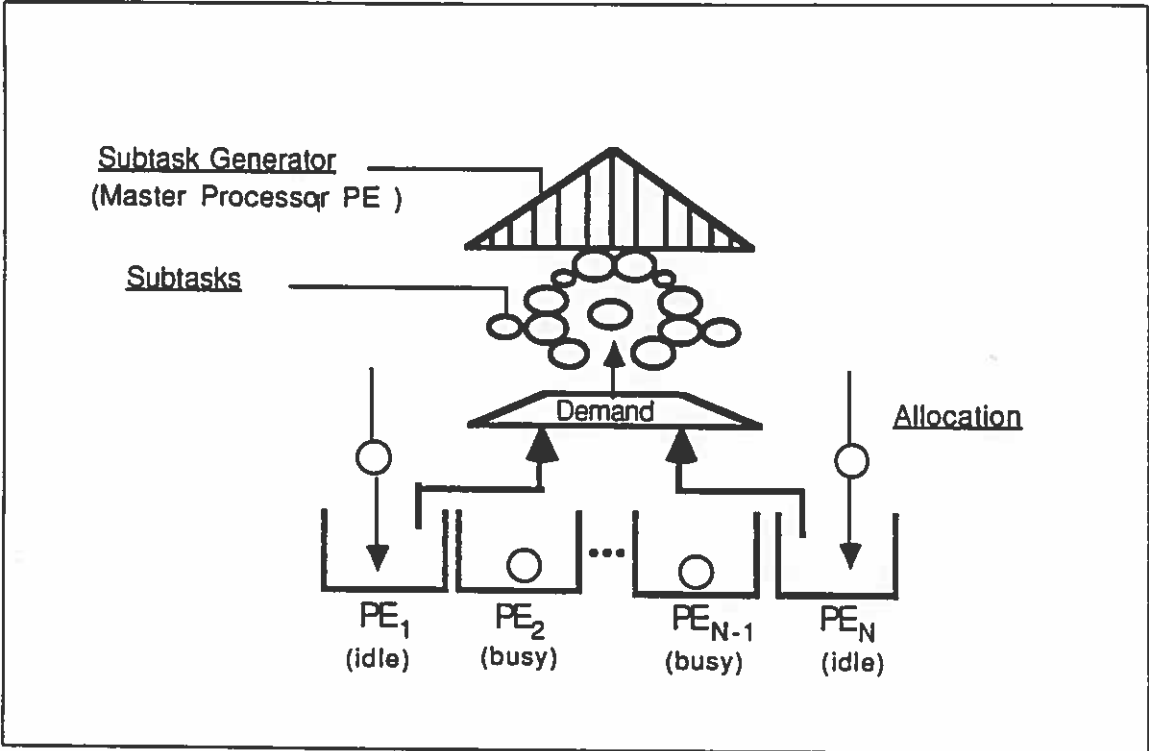 Subtask Generator
(Master Processor PE )
Subtasks
Demand
Allocation
PE1
(idle)
PE2
(busy)
...
PEN-1
(busy)
PEN
(idle)